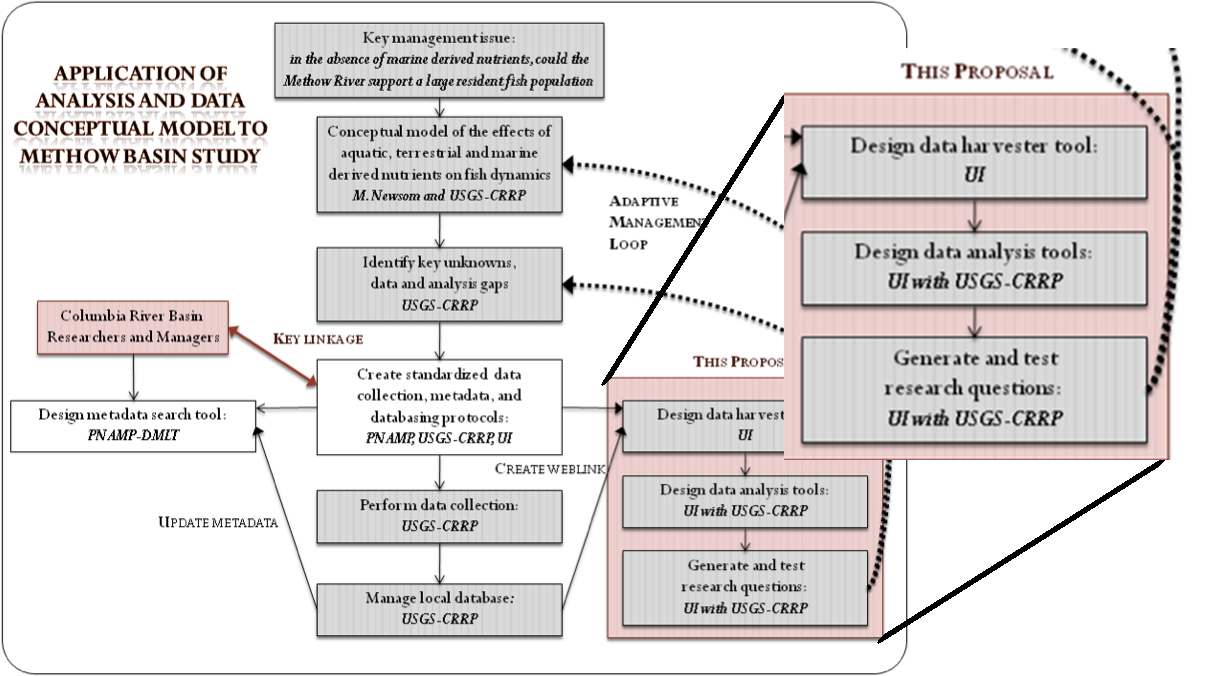 APPLICATION OF
ANALYSIS AND DATA
CONCEPTUAL MODEL TO
METHOW BASIN STUDY
Key management issue:
in the absence of marine derived nutrients, could the
Methow River support a large resident fish population
Conceptual model of the effects of
aquatic, terrestrial and marine
derived nutrients on fish dynamics
M. Newsom and USGS-CRRP
ADAPTIVE
MANAGEMEN
LOOP
Identify key unknowns,
data and analysis gaps
USGS-CRRP
Columbia River Basin
Researchers and Managers
KEY LINKAGE
Create standardized data
collection, metadata, and
databasing protocols:
PNAMP, USGS-CRRP, UI
Design metadata search tool:
PNAMP-DMLT
CREATE WEBLINK
UPDATE METADATA
Perform data collection:
USGS-CRRP
Manage local database:
USGS-CRRP
THIS PROPOS
Design data harvest
UI
Design data analysis tools:
UI with USGS-CRRP
Generate and test
research questions:
UI with USGS-CRRP
THIS PROPOSAL
Design data harvester tool:
UI
Design data analysis tools:
UI with USGS-CRRP
Generate and test
research questions:
UI with USGS-CRRP